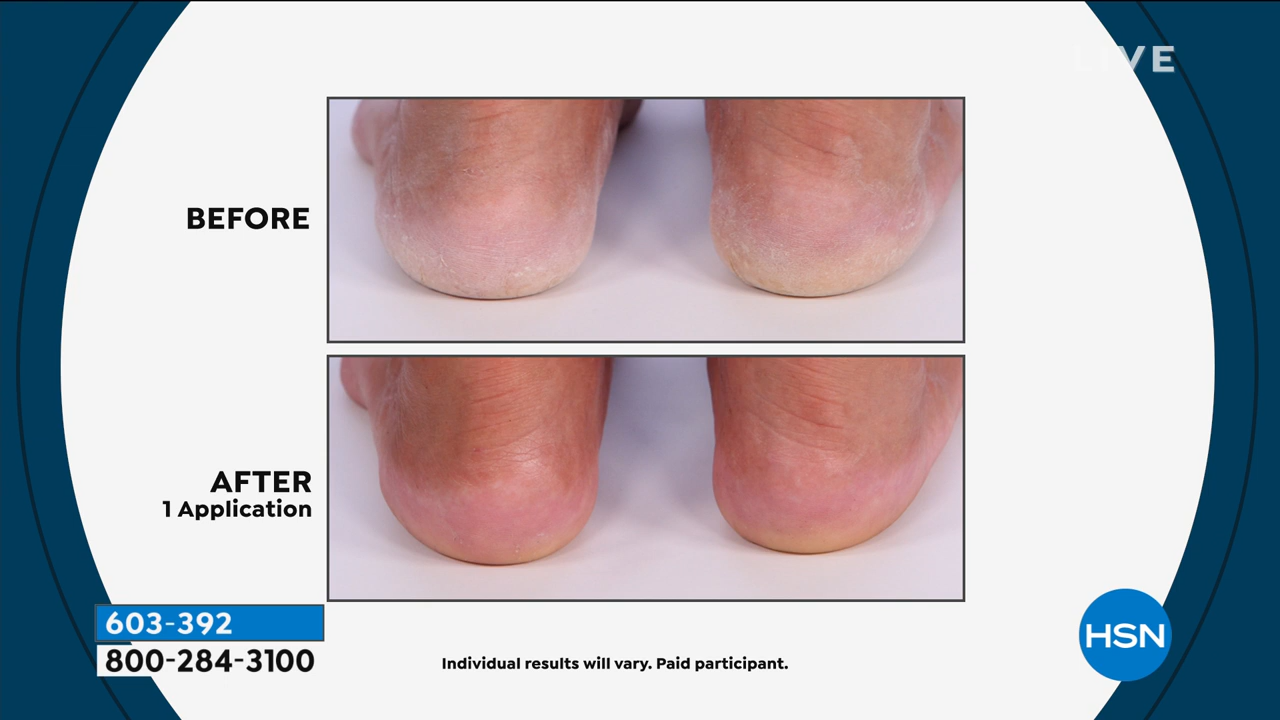 LIVE
BEFORE
AFTER
1 Application
603-392
800-284-3100
Individual results will vary. Paid participant.
HSN